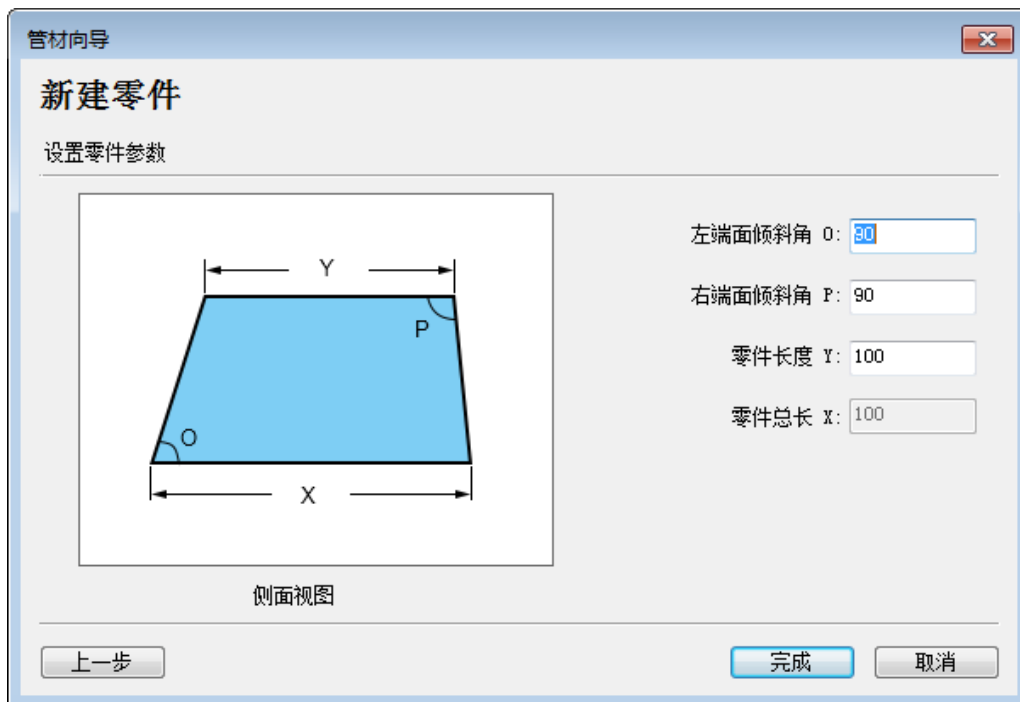 管材向导
新建零件
设置零件参数
Y
P
O
X
侧面视图
左端面倾斜角 O: 90
右端面倾斜角 P: 90
零件长度 Y: 100
零件总长 X: 100
上一步
完成
取消